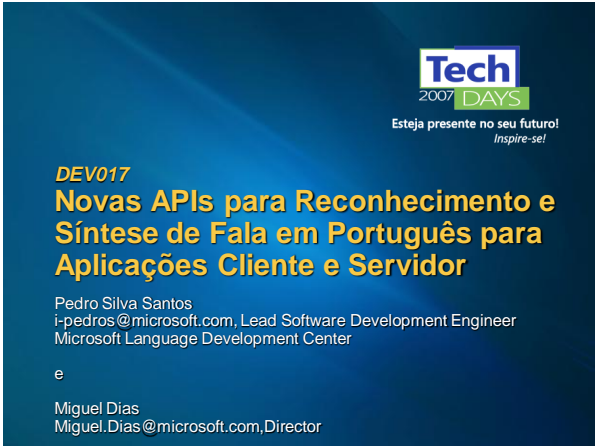 Tech
2007 DAYS
Esteja presente no seu futuro!
Inspire-se!
DEV017
Novas APIs para Reconhecimento e
Síntese de Fala em Português para
Aplicações Cliente e Servidor
Pedro Silva Santos
i-pedros@microsoft.com, Lead Software Development Engineer
Microsoft Language Development Center
e
Miguel Dias
Miguel.Dias@microsoft.com,Director